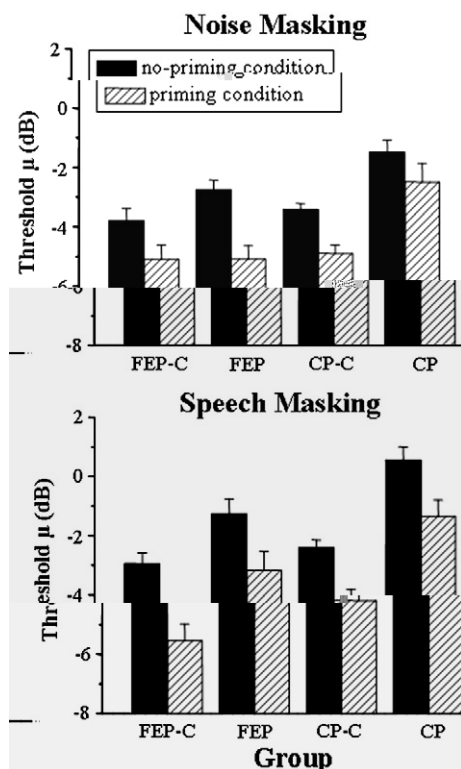 Noise Masking
2
no-priming condition
priming condition
0
-2
-4
-6
-8
Threshold μ (dB)
FEP-C FEP CP-C CP
Speech Masking
2
0
-2
-4
-6
-8
Threshold μ (dB)
FEP-C FEP CP-C CP
Group